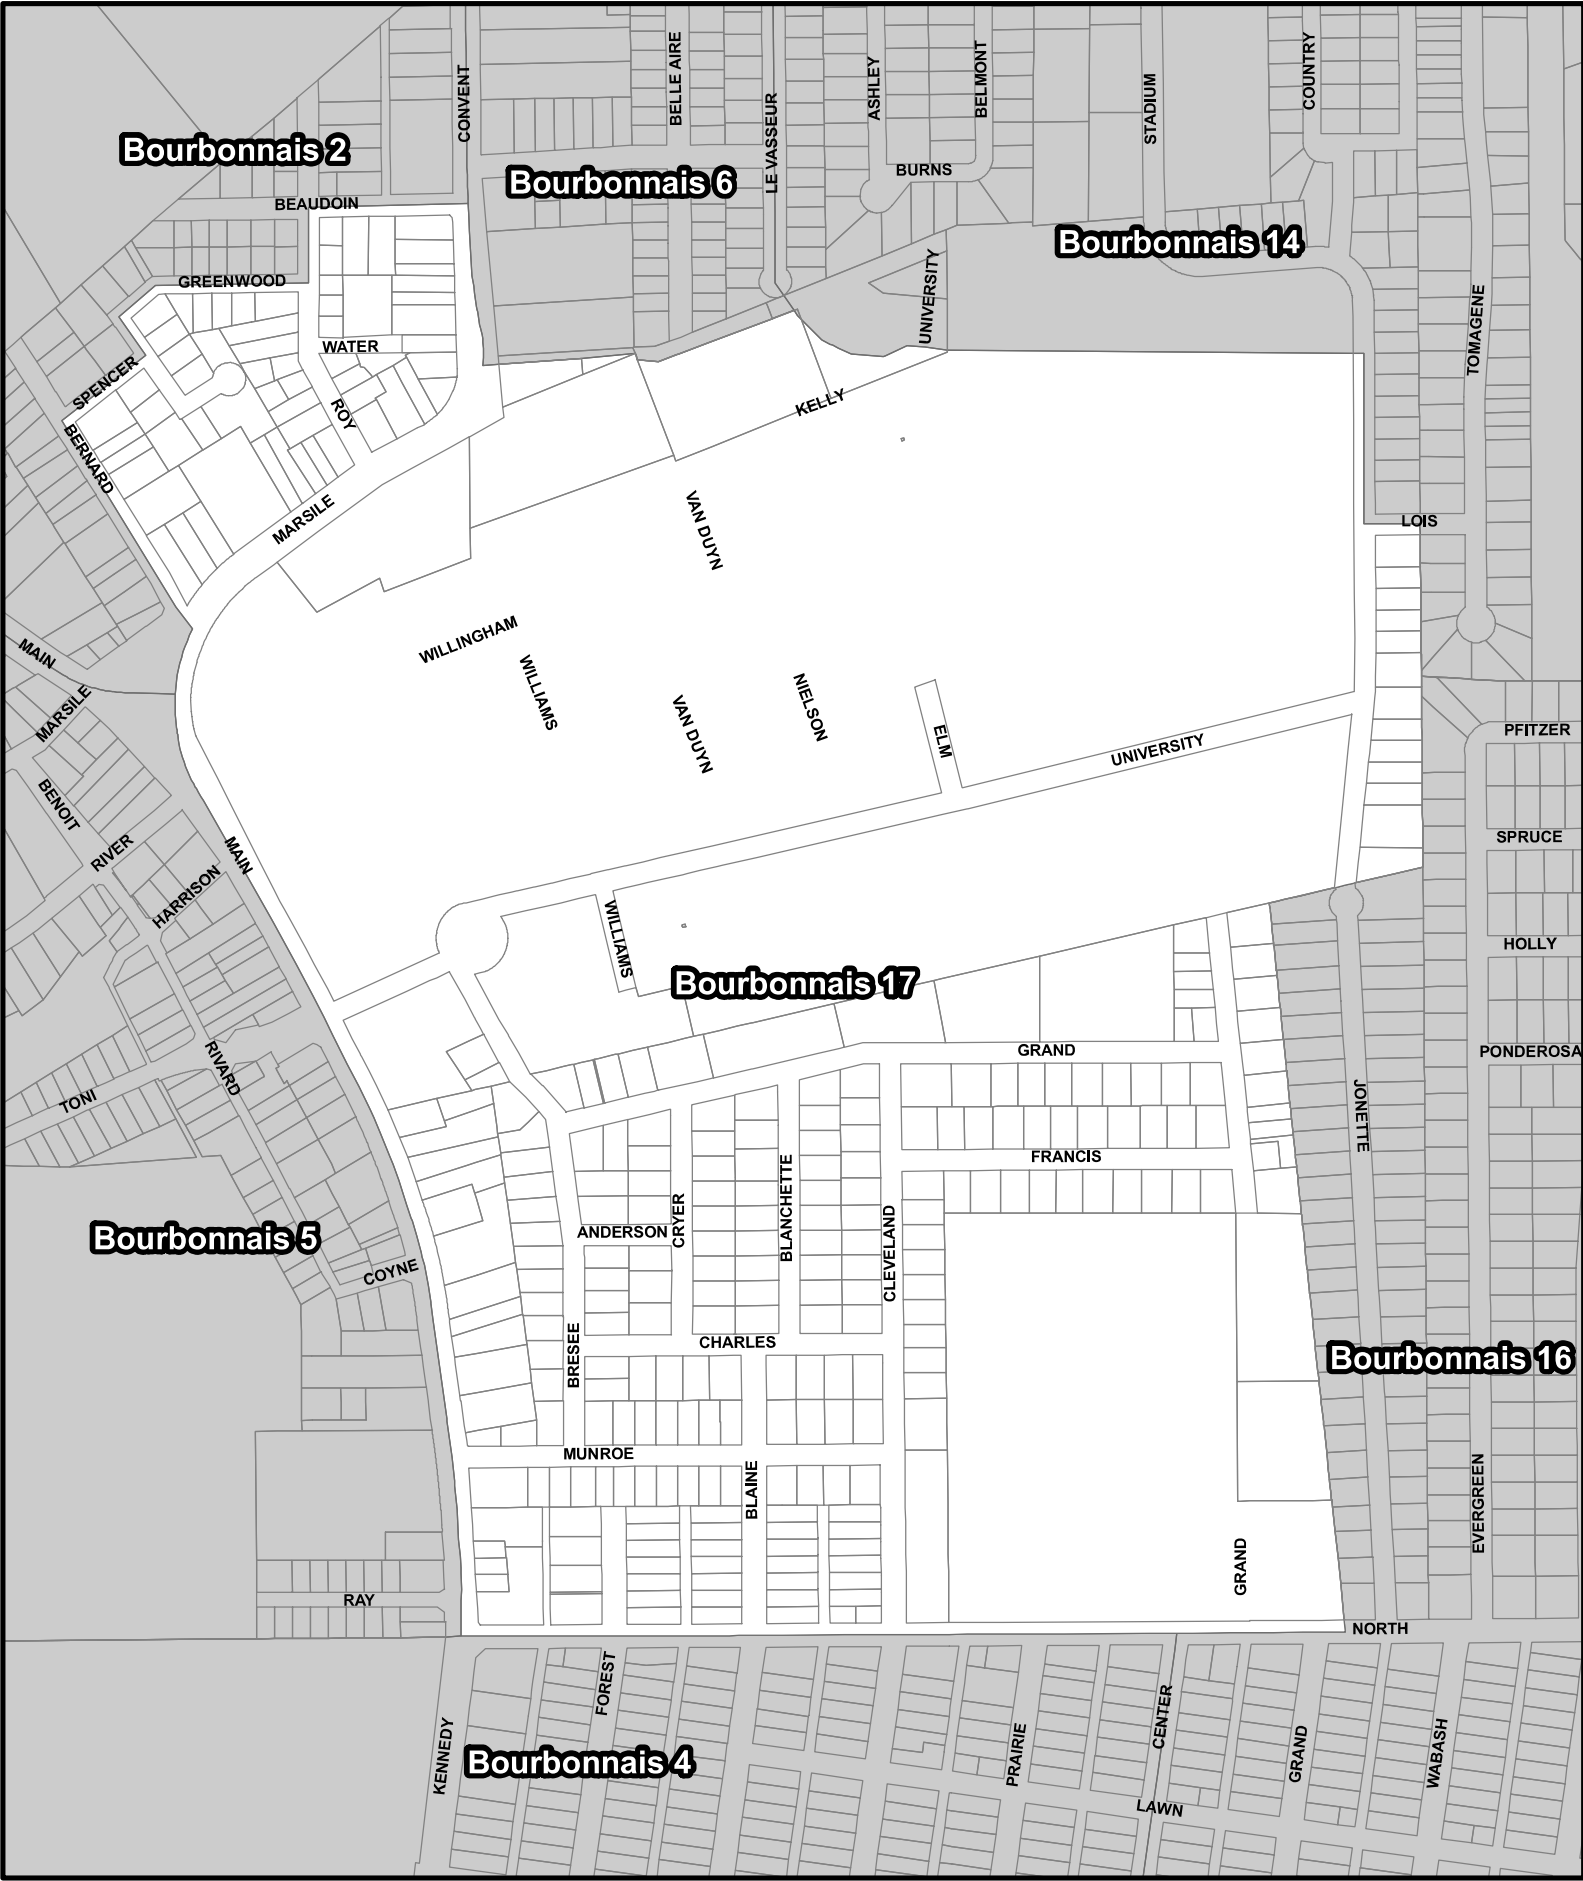 BELLE AIRE
ASHLEY
BELMONT
COUNTRY
CONVENT
LE VASSEUR
STADIUM
Bourbonnais 2
BURNS
Bourbonnais 6
BEAUDOIN
Bourbonnais 14
GREENWOOD
UNIVERSITY
TOMAGENE
WATER
SPENCER
KELLY
ROY
BERNARD
MARSILE
LOIS
VAN DUYN
WILLINGHAM
MAIN
WILLIAMS
MARSILE
VAN DUYN
NIELSON
ELM
UNIVERSITY
PFITZER
BENOIT
RIVER
MAIN
SPRUCE
HARRISON
WILLIAMS
HOLLY
Bourbonnais 17
GRAND
PONDEROSA
RIVARD
TONI
JONETTE
FRANCIS
BLANCHETTE
CRYER
ANDERSON
CLEVELAND
Bourbonnais 5
COYNE
CHARLES
BRESEE
Bourbonnais 16
MUNROE
BLAINE
EVERGREEN
GRAND
RAY
NORTH
FOREST
CENTER
KENNEDY
Bourbonnais 4
PRAIRIE
GRAND
WABASH
LAWN